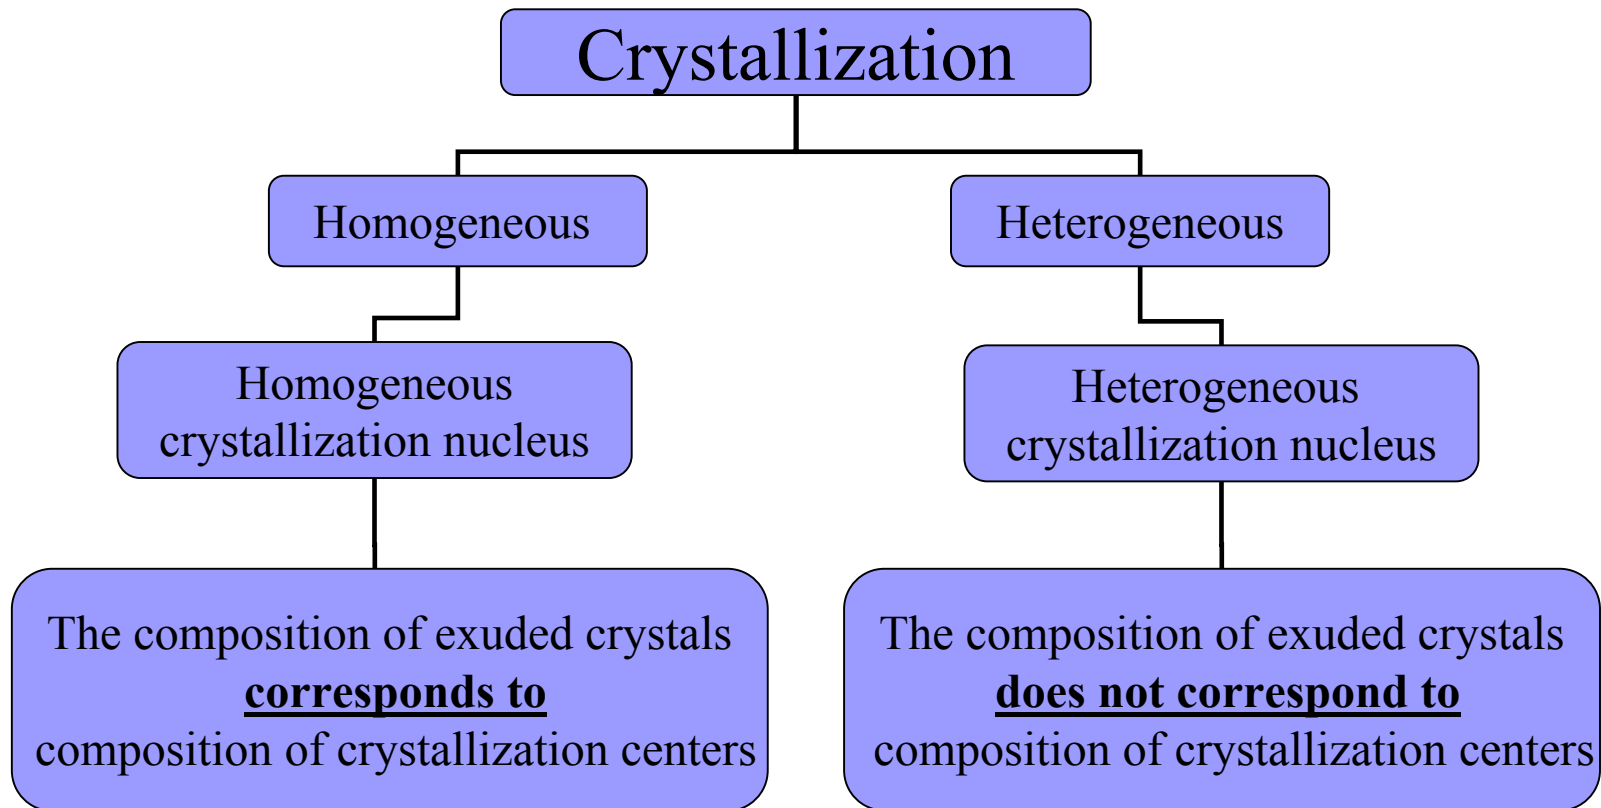 Crystallization
Homogeneous
Heterogeneous
Homogeneous
crystallization nucleus
Heterogeneous
crystallization nucleus
The composition of exuded crystals
corresponds to
composition of crystallization centers
The composition of exuded crystals
does not correspond to
composition of crystallization centers